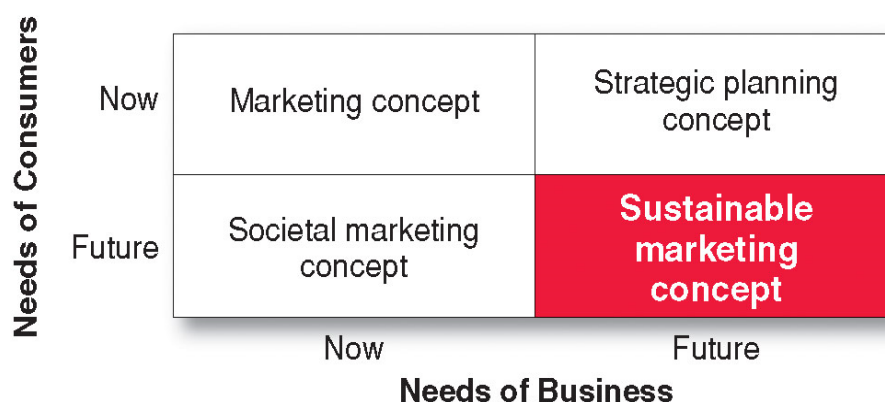 Needs of Consumers
Now
Marketing concept
Strategic planning
concept
Future
Societal marketing
concept
Sustainable
marketing
concept
Now
Future
Needs of Business